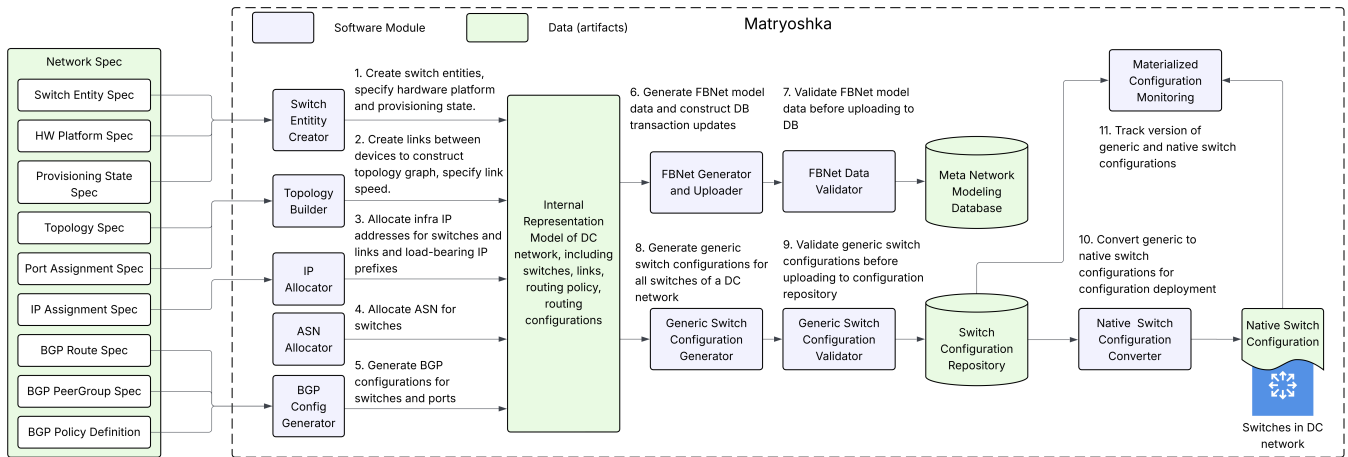 Matryoshka
Software Module
Data (artifacts)
Network Spec
Switch Entity Spec
HW Platform Spec
Provisioning State
Spec
Topology Spec
Port Assignment Spec
IP Assignment Spec
BGP Route Spec
BGP PeerGroup Spec
BGP Policy Definition
Switch
Entity
Creator
Topology
Builder
IP
Allocator
ASN
Allocator
BGP
Config
Generator
1. Create switch entities,
specify hardware platform
and provisioning state.
2. Create links between
devices to construct
topology graph, specify link
speed.
3. Allocate infra IP
addresses for switches and
links and load-bearing IP
prefixes
4. Allocate ASN for
switches
5. Generate BGP
configurations for
switches and ports
Internal
Representation
Model of DC
network, including
switches, links,
routing policy,
routing
configurations
6. Generate FBNet model
data and construct DB
transaction updates
7. Validate FBNet model
data before uploading to
DB
FBNet Generator
and Uploader
FBNet Data
Validator
Meta Network
Modeling
Database
8. Generate generic
switch configurations for
all switches of a DC
network
9. Validate generic switch
configurations before
uploading to configuration
repository
Generic Switch
Configuration
Generator
Generic Switch
Configuration
Validator
Switch
Configuration
Repository
Materialized
Configuration
Monitoring
11. Track version of
generic and native switch
configurations
10. Convert generic to
native switch
configurations for
configuration deployment
Native Switch
Configuration
Converter
Native Switch
Configuration
Switches in DC
network